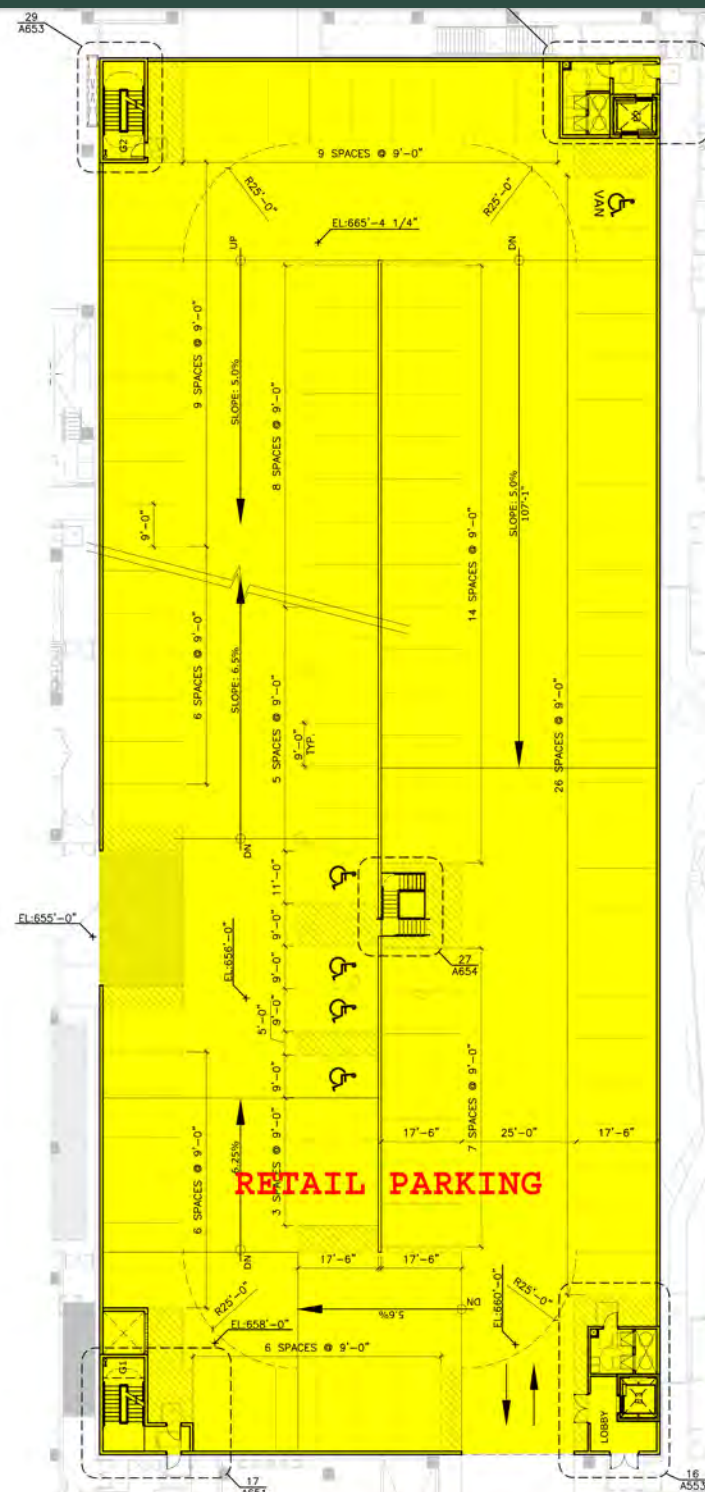 29
A653
G2
E2
9 SPACES @ 9'-0"
R25'-0"
R25'-0"
VAN
EL:665'-4 1/4"
UP
DN
9 SPACES @ 9'-0"
SLOPE: 5.0%
8 SPACES @ 9'-0"
SLOPE: 5.0%
107'-1"
9'-0"
14 SPACES @ 9'-0"
6 SPACES @ 9'-0"
SLOPE: 6.5%
5 SPACES @ 9'-0"
9'-0"
TYP.
26 SPACES @ 9'-0"
DN
11'-0"
EL:655'-0"
EL:656'-0"
9'-0"
9'-0"
9'-0"
5'-0"
9'-0"
27
A654
6 SPACES @ 9'-0"
6.25%
3 SPACES @ 9'-0"
7 SPACES @ 9'-0"
17'-6"
25'-0"
17'-6"
RETAIL PARKING
DN
17'-6"
17'-6"
R25'-0"
5.6%
DN
EL:660'-0"
R25'-0"
EL:658'-0"
6 SPACES @ 9'-0"
G1
LOBBY
E1
17
A654
16
A553